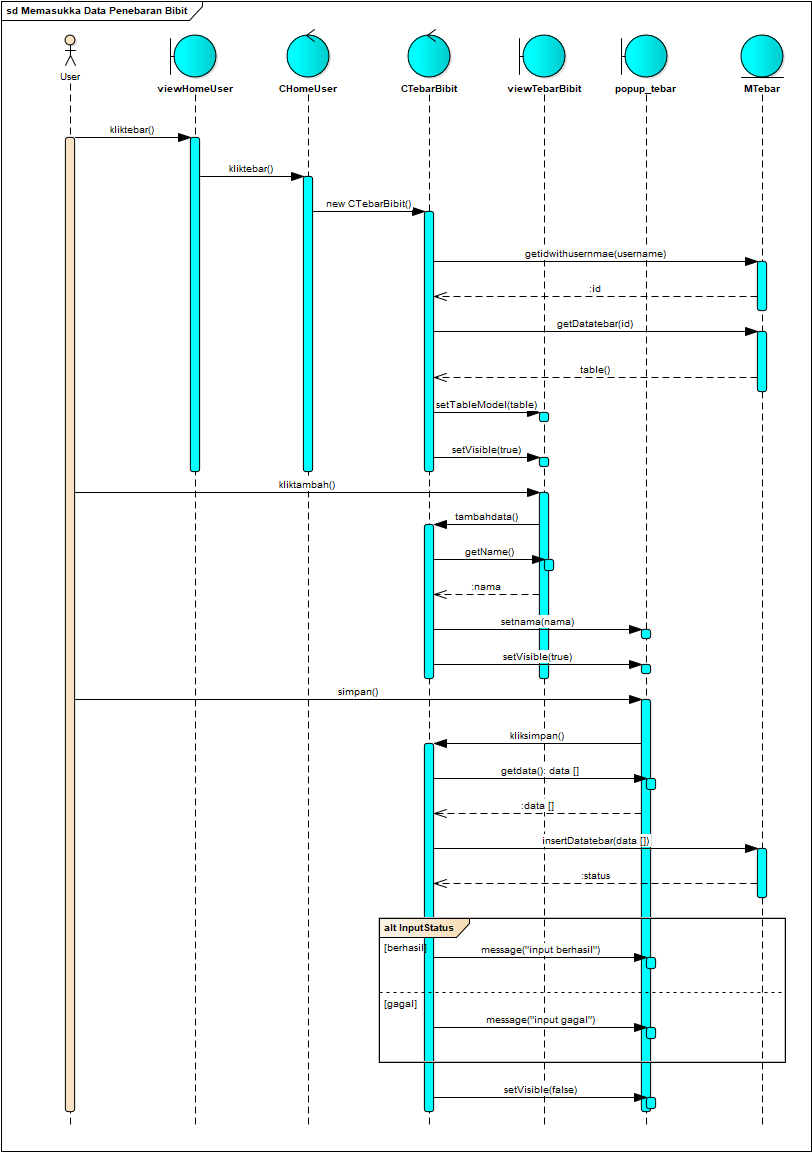 sd Memasukka Data Penebaran Bibit
User
viewHomeUser
CHomeUser
CTebarBibit
viewTebarBibit
popup_tebar
MTebar
kliktebar()
kliktebar()
new CTebarBibit()
getidwithusernmae(username)
:id
getDatatebar(id)
table()
setTableModel(table)
setVisible(true)
kliktambah()
tambahdata()
getName()
:nama
setnama(nama)
setVisible(true)
simpan()
kliksimpan()
getdata(): data []
:data []
insertDatatebar(data [])
:status
alt InputStatus
[berhasil]
message("input berhasil")
[gagal]
message("input gagal")
setVisible(false)